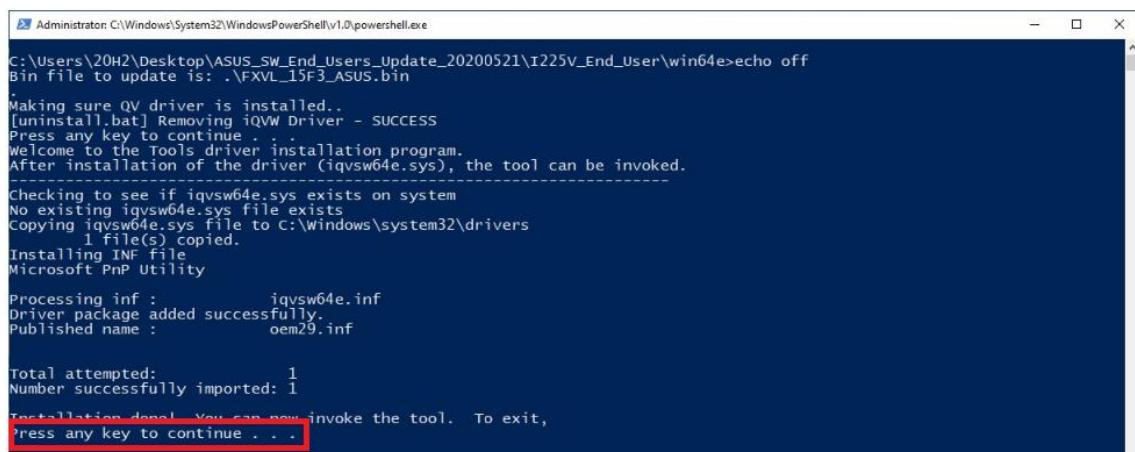 Administrator: C:\Windows\System32\WindowsPowerShell\v1.0\powershell.exe
C:\Users\20H2\Desktop\ASUS_SW_End_Users_Update_20200521\I225V_End_User\win64e>echo off
Bin file to update is: .\FXVL_15F3_ASUS.bin
.
Making sure QV driver is installed..
[uninstall.bat] Removing iQVW Driver - SUCCESS
Press any key to continue . . .
Welcome to the Tools driver installation program.
After installation of the driver (iqvsw64e.sys), the tool can be invoked.
-----------------------------------------------------------------------
Checking to see if iqvsw64e.sys exists on system
No existing iqvsw64e.sys file exists
Copying iqvsw64e.sys file to C:\Windows\system32\drivers
1 file(s) copied.
Installing INF file
Microsoft PnP Utility
Processing inf : iqvsw64e.inf
Driver package added successfully.
Published name : oem29.inf
Total attempted: 1
Number successfully imported: 1
Installation done! You can now invoke the tool. To exit,
Press any key to continue . . .